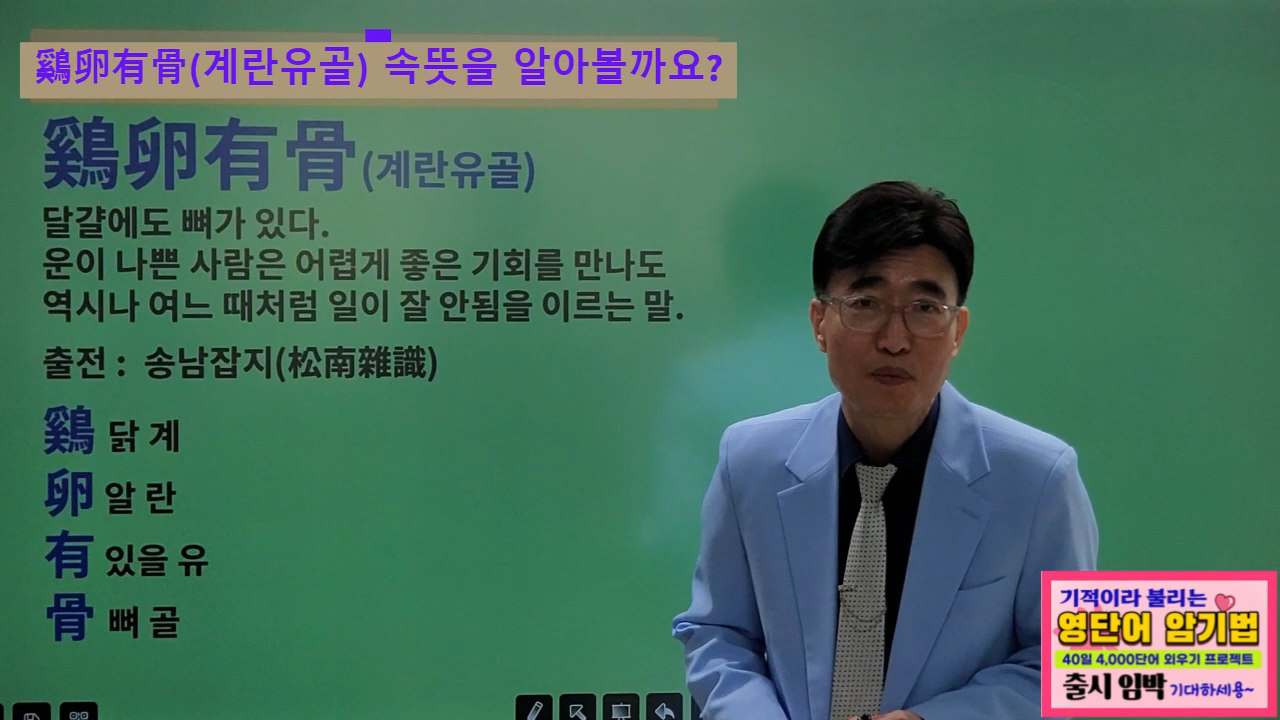 鷄卵有骨(계란유골) 속뜻을 알아볼까요?
鷄卵有骨(계란유골)
달걀에도 뼈가 있다.
운이 나쁜 사람은 어렵게 좋은 기회를 만나도
역시나 여느 때처럼 일이 잘 안됨을 이르는 말.
출전 : 송남잡지(松南雜識)
鷄 닭 계
卵 알 란
有 있을 유
骨 뼈 골
기적이라 불리는
영단어 암기법
40일 4,000단어 외우기 프로젝트
출시 임박 기대하세용~